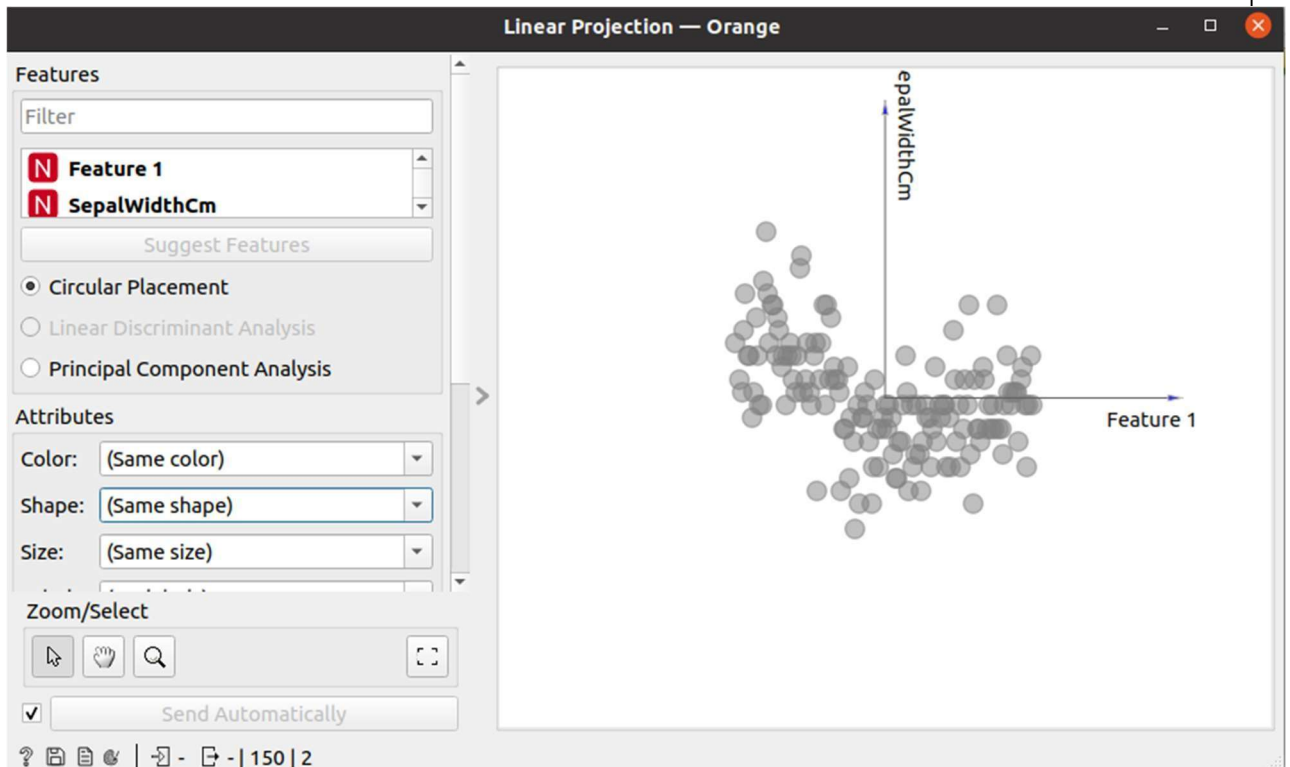 Linear Projection — Orange
Features
Filter
N Feature 1
N SepalWidthCm
Suggest Features
Circular Placement
Linear Discriminant Analysis
Principal Component Analysis
Attributes
Color: (Same color)
Shape: (Same shape)
Size: (Same size)
Zoom/Select
Send Automatically
? - - | 150 | 2
epalWidthCm
Feature 1